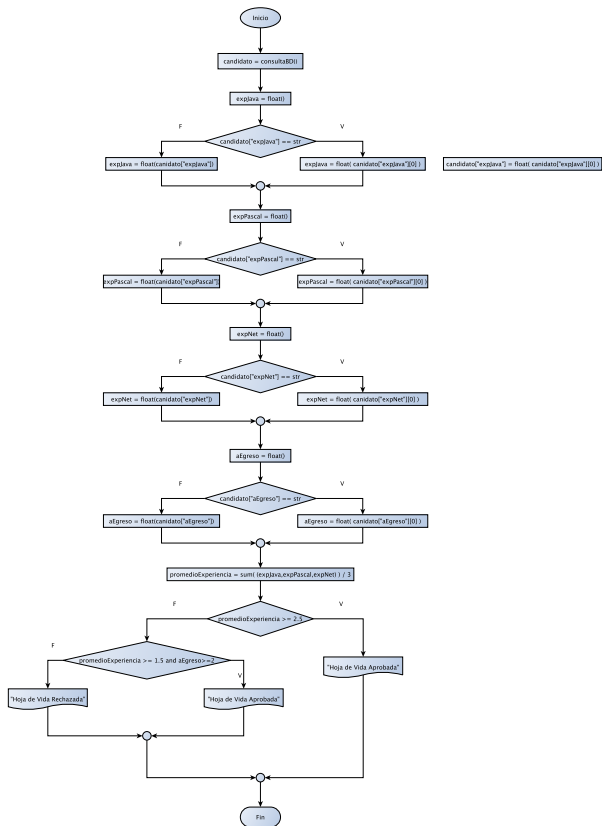 Inicio
candidato = consultaBD()
expJava = float()
F
V
candidato["expJava"] == str
expJava = float(canidato["expJava"])
expJava = float( canidato["expJava"][0] )
candidato["expJava"] = float( canidato["expJava"][0] )
expPascal = float()
F
V
candidato["expPascal"] == str
expPascal = float(canidato["expPascal"]
expPascal = float( canidato["expPascal"][0] )
expNet = float()
F
V
candidato["expNet"] == str
expNet = float(canidato["expNet"])
expNet = float( canidato["expNet"][0] )
aEgreso = float()
F
V
candidato["aEgreso"] == str
aEgreso = float(canidato["aEgreso"])
aEgreso = float( canidato["aEgreso"][0] )
promedioExperiencia = sum( (expJava,expPascal,expNet) ) / 3
F
V
promedioExperiencia >= 2.5
F
promedioExperiencia >= 1.5 and aEgreso>=2
"Hoja de Vida Aprobada"
V
"Hoja de Vida Rechazada"
"Hoja de Vida Aprobada"
Fin